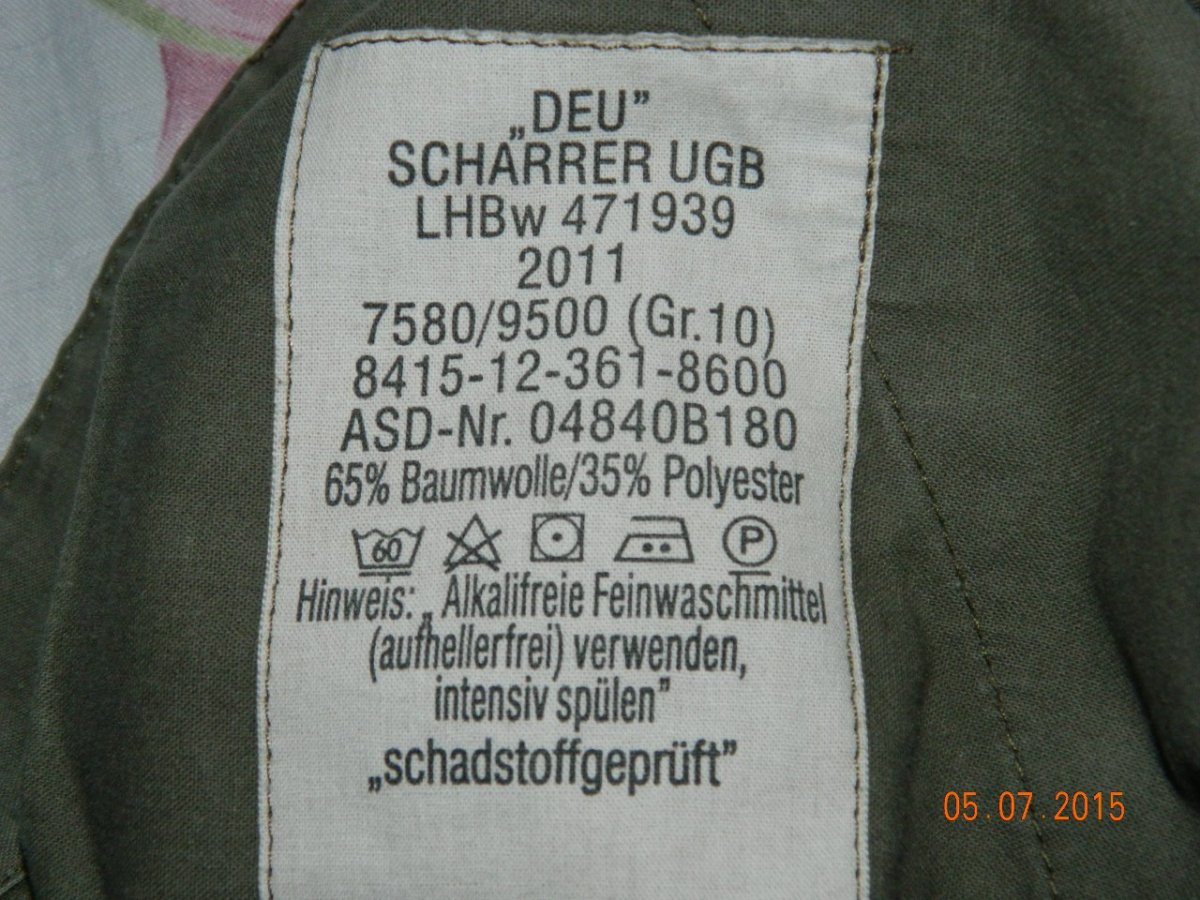 „DEU”
SCHARRER UGB
LHBw 471939
2011
7580/9500 (Gr.10)
8415-12-361-8600
ASD-Nr. 04840B180
65% Baumwolle/35% Polyester
60 P
Hinweis: „ Alkalifreie Feinwaschmittel
(aufhellerfrei) verwenden,
intensiv spülen”
„schadstoffgeprüft”
05.07.2015